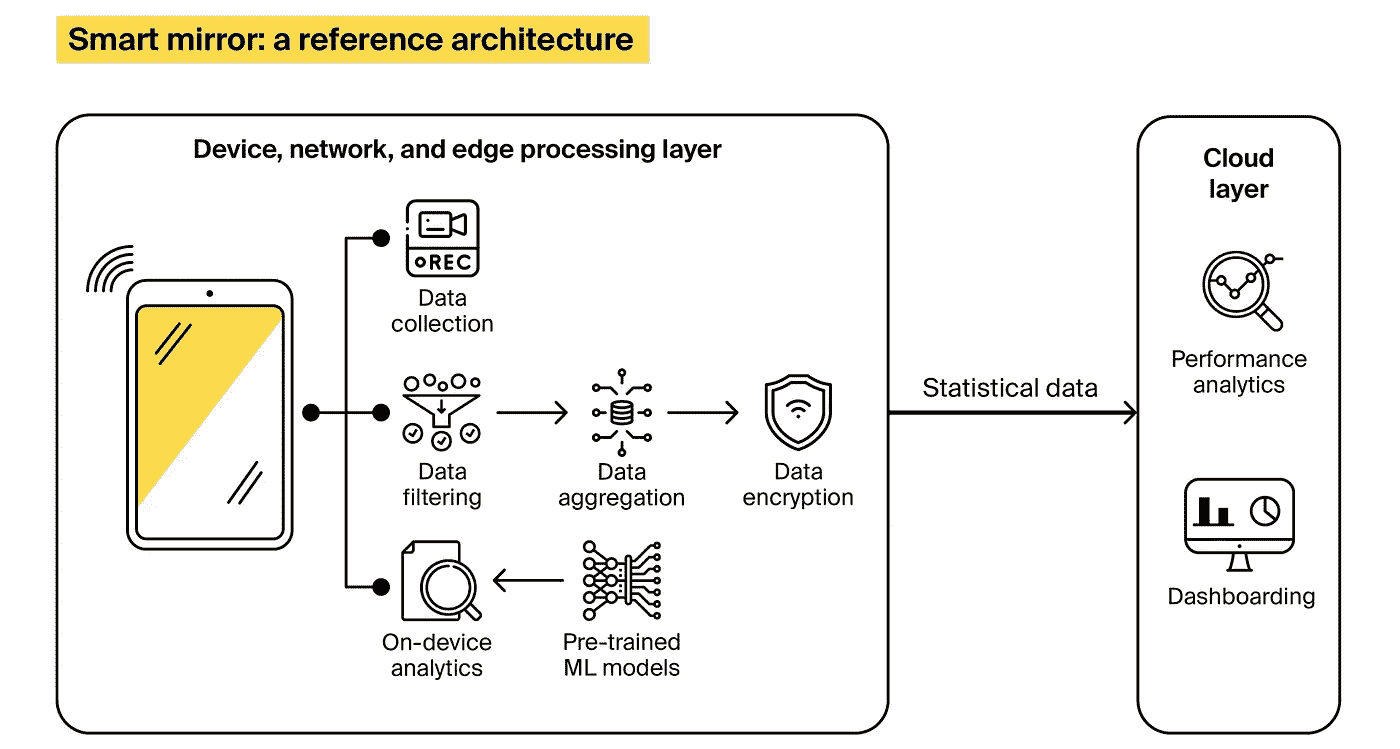 Smart mirror: a reference architecture
Device, network, and edge processing layer
REC
Data
collection
Data
filtering
Data
aggregation
Data
encryption
On-device
analytics
Pre-trained
ML models
Statistical data
Cloud
layer
Performance
analytics
Dashboarding